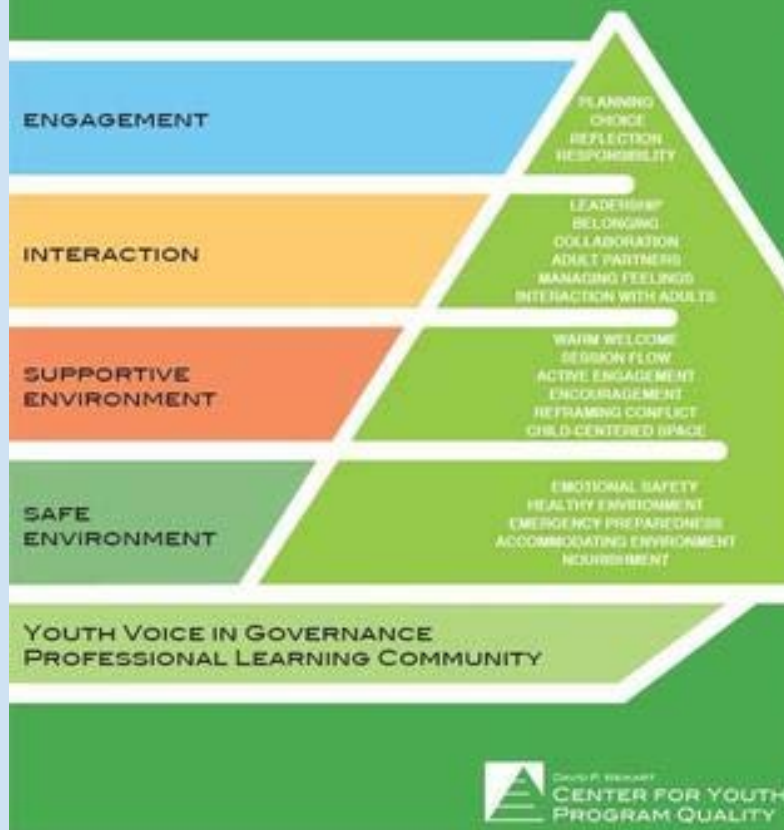 ENGAGEMENT
PLANNING
CHOICE
REFLECTION
RESPONSIBILITY
INTERACTION
LEADERSHIP
BELONGING
COLLABORATION
ADULT PARTNERS
MANAGING FEELINGS
INTERACTION WITH ADULTS
SUPPORTIVE
ENVIRONMENT
WARM WELCOME
SESSION FLOW
ACTIVE ENGAGEMENT
ENCOURAGEMENT
REFRAMING CONFLICT
CHILD-CENTERED SPACE
SAFE
ENVIRONMENT
EMOTIONAL SAFETY
HEALTHY ENVIRONMENT
EMERGENCY PREPAREDNESS
ACCOMMODATING ENVIRONMENT
NOURISHMENT
YOUTH VOICE IN GOVERNANCE
PROFESSIONAL LEARNING COMMUNITY
DAVID P. WEIKART
CENTER FOR YOUTH
PROGRAM QUALITY